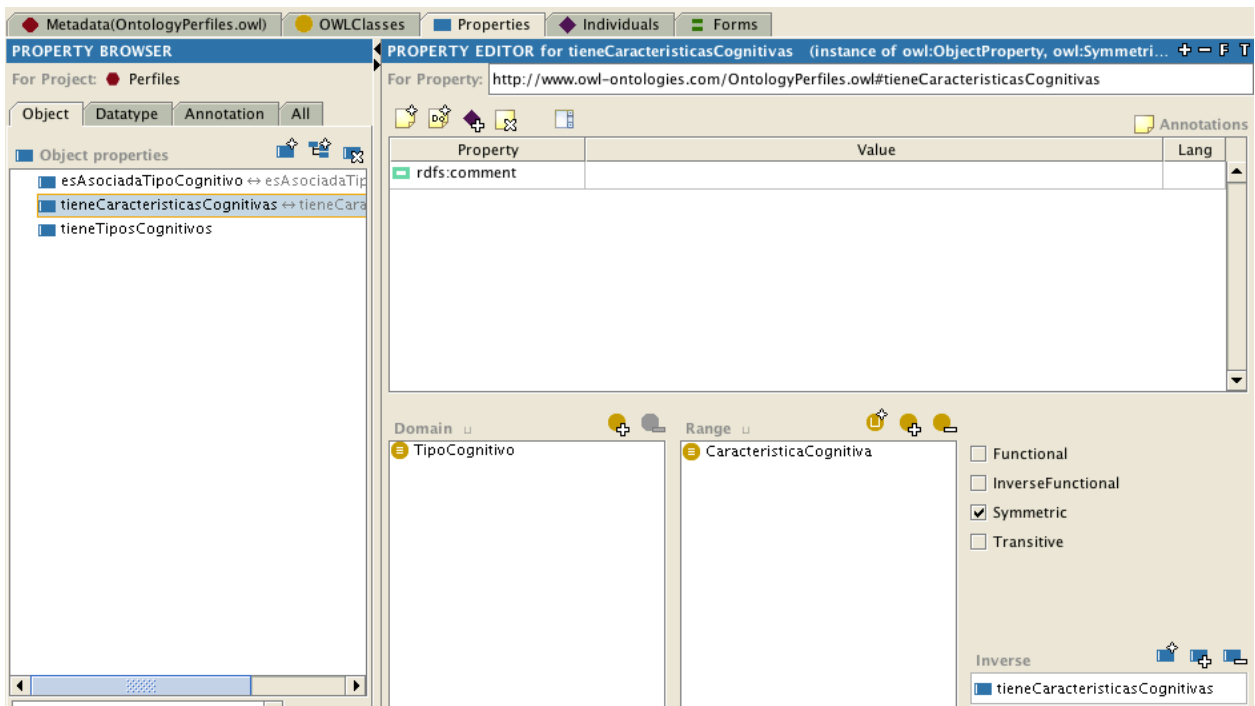 Metadata(OntologyPerfiles.owl) OWLClasses Properties Individuals Forms
PROPERTY BROWSER
For Project: Perfiles
Object Datatype Annotation All
Object properties
esAsociadaTipoCognitivo ↔ esAsociadaTip
tieneCaracteristicasCognitivas ↔ tieneCara
tieneTiposCognitivos
PROPERTY EDITOR for tieneCaracteristicasCognitivas (instance of owl:ObjectProperty, owl:Symmetri... + − F T
For Property: http://www.owl-ontologies.com/OntologyPerfiles.owl#tieneCaracteristicasCognitivas
Annotations
Property Value Lang
rdfs:comment
Domain ⊔
TipoCognitivo
Range ⊔
CaracteristicaCognitiva
Functional
InverseFunctional
Symmetric
Transitive
Inverse
tieneCaracteristicasCognitivas